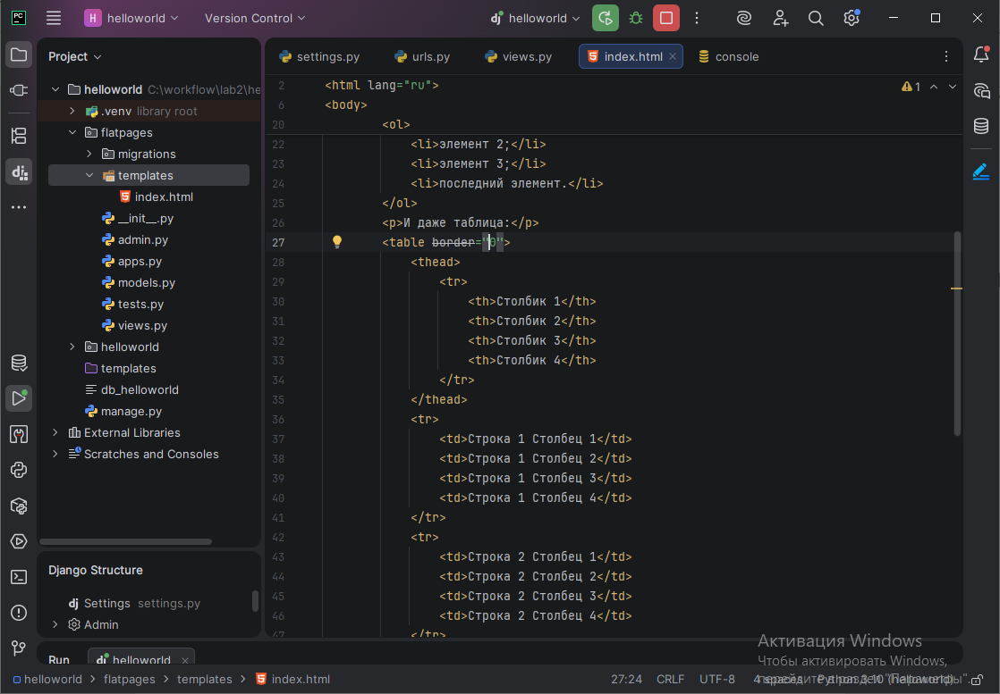 PC
H
helloworld
Version Control
dj helloworld
Project
settings.py
urls.py
views.py
index.html
console
helloworld C:\workflow\lab2\he
.venv library root
flatpages
migrations
templates
index.html
__init__.py
admin.py
apps.py
models.py
tests.py
views.py
helloworld
templates
db_helloworld
manage.py
External Libraries
Scratches and Consoles
1
2 <html lang="ru">
6 <body>
20 <ol>
22 <li>элемент 2;</li>
23 <li>элемент 3;</li>
24 <li>последний элемент.</li>
25 </ol>
26 <p>И даже таблица:</p>
27 <table border="0">
28 <thead>
29 <tr>
30 <th>Столбик 1</th>
31 <th>Столбик 2</th>
32 <th>Столбик 3</th>
33 <th>Столбик 4</th>
34 </tr>
35 </thead>
36 <tr>
37 <td>Строка 1 Столбец 1</td>
38 <td>Строка 1 Столбец 2</td>
39 <td>Строка 1 Столбец 3</td>
40 <td>Строка 1 Столбец 4</td>
41 </tr>
42 <tr>
43 <td>Строка 2 Столбец 1</td>
44 <td>Строка 2 Столбец 2</td>
45 <td>Строка 2 Столбец 3</td>
46 <td>Строка 2 Столбец 4</td>
47 </tr>
Django Structure
dj Settings settings.py
Admin
Run
dj helloworld
Активация Windows
Чтобы активировать Windows,
перейдите в раздел "Параметры".
helloworld > flatpages > templates > index.html
27:24 CRLF UTF-8 4 spaces Python 3.10 (helloworld)